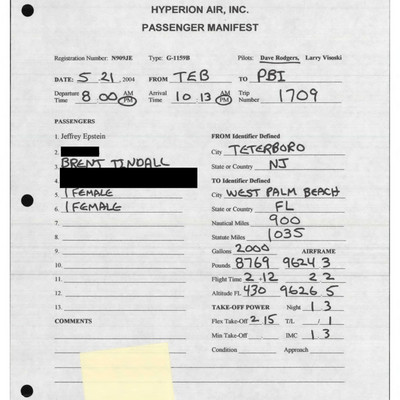 HYPERION AIR, INC.
PASSENGER MANIFEST
Registration Number: N909JE Type: G-1159B Pilots: Dave Rodgers, Larry Visoski
DATE: 5 21, 2004 FROM TEB TO PBI
Departure Time 8 00 AM PM Arrival Time 10 13 AM PM Trip Number 1709
PASSENGERS
1. Jeffrey Epstein FROM Identifier Defined
2. City TETERBORO
3. BRENT TINDALL State or Country NJ
4. TO Identifier Defined
5. 1 FEMALE City WEST PALM BEACH
6. 1 FEMALE State or Country FL
7. Nautical Miles 900
8. Statute Miles 1035
9. Gallons 2000 AIRFRAME
10. Pounds 8769 9624 3
11. Flight Time 2 + 12 2 2
12. Altitude FL 430 9626 5
13. TAKE-OFF POWER Night 1 3
COMMENTS Flex Take-Off 2 15 T/L / 1
Min Take-Off IMC 1 3
Condition Approach